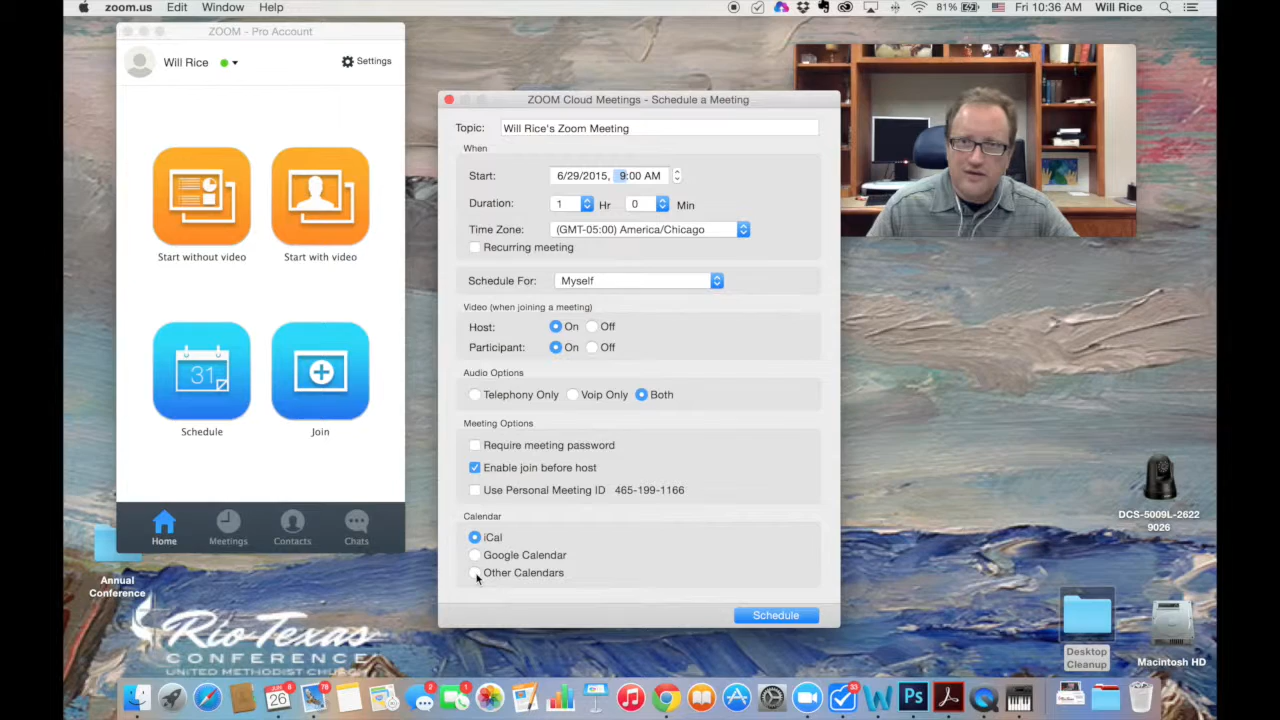 zoom.us Edit Window Help 81% Fri 10:36 AM Will Rice
ZOOM - Pro Account
Will Rice Settings
Start without video Start with video
31
Schedule Join
Home Meetings Contacts Chats
ZOOM Cloud Meetings - Schedule a Meeting
Topic: Will Rice's Zoom Meeting
When
Start: 6/29/2015, 9:00 AM
Duration: 1 Hr 0 Min
Time Zone: (GMT-05:00) America/Chicago
Recurring meeting
Schedule For: Myself
Video (when joining a meeting)
Host: On Off
Participant: On Off
Audio Options
Telephony Only Voip Only Both
Meeting Options
Require meeting password
Enable join before host
Use Personal Meeting ID 465-199-1166
Calendar
iCal
Google Calendar
Other Calendars
Schedule
DCS-5009L-2622
9026
Annual
Conference
Rio Texas
CONFERENCE
UNITED METHODIST CHURCH
Desktop
Cleanup
Macintosh HD
26
Ps